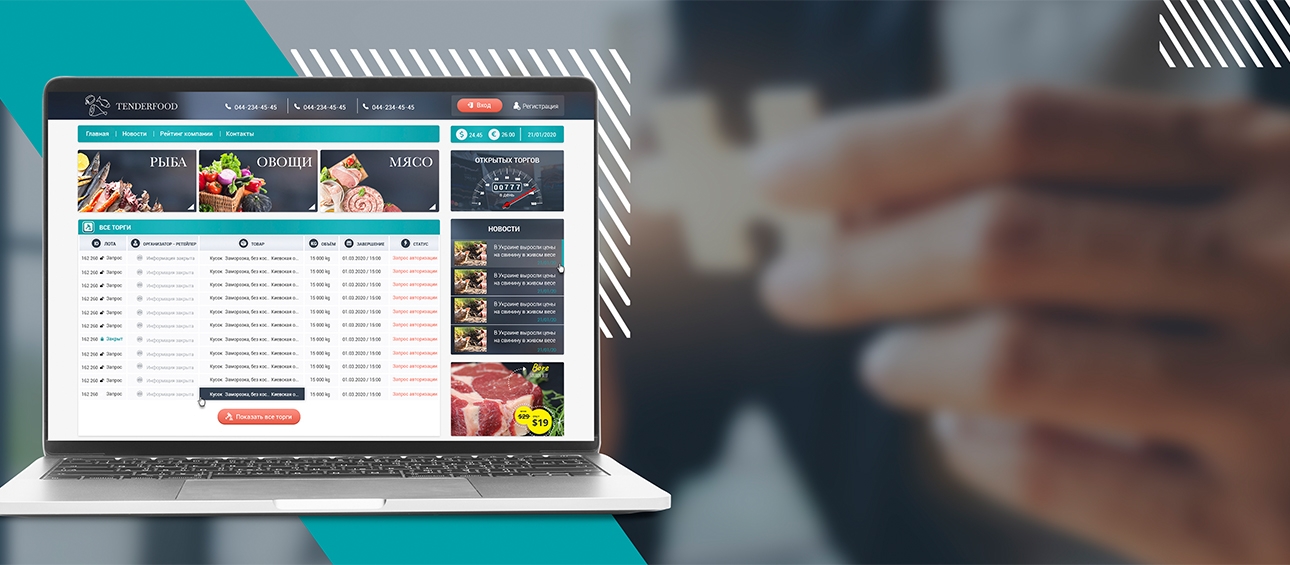 TENDERFOOD
044-234-45-45 044-234-45-45 044-234-45-45
Вход Регистрация
Главная Новости Рейтинг компании Контакты
24.45 26.00 21/01/2020
РЫБА ОВОЩИ МЯСО
ОТКРЫТЫХ ТОРГОВ
00777
в день
ВСЕ ТОРГИ
ID ЛОТА ОРГАНИЗАТОР - РЕТЕЙЛЕР ТОВАР KG ОБЪЁМ ЗАВЕРШЕНИЕ ? СТАТУС
162 260 Запрос Информация закрыта Кусок Заморозка, без кос.. Киевская о... 15 000 kg 01.03.2020 / 15:00 Запрос авторизации
162 260 Запрос Информация закрыта Кусок Заморозка, без кос.. Киевская о... 15 000 kg 01.03.2020 / 15:00 Запрос авторизации
162 260 Запрос Информация закрыта Кусок Заморозка, без кос.. Киевская о... 15 000 kg 01.03.2020 / 15:00 Запрос авторизации
162 260 Запрос Информация закрыта Кусок Заморозка, без кос.. Киевская о... 15 000 kg 01.03.2020 / 15:00 Запрос авторизации
162 260 Запрос Информация закрыта Кусок Заморозка, без кос.. Киевская о... 15 000 kg 01.03.2020 / 15:00 Запрос авторизации
162 260 Запрос Информация закрыта Кусок Заморозка, без кос.. Киевская о... 15 000 kg 01.03.2020 / 15:00 Запрос авторизации
162 260 Закрыт Информация закрыта Кусок Заморозка, без кос.. Киевская о... 15 000 kg 01.03.2020 / 15:00 Запрос авторизации
162 260 Запрос Информация закрыта Кусок Заморозка, без кос.. Киевская о... 15 000 kg 01.03.2020 / 15:00 Запрос авторизации
162 260 Запрос Информация закрыта Кусок Заморозка, без кос.. Киевская о... 15 000 kg 01.03.2020 / 15:00 Запрос авторизации
162 260 Запрос Информация закрыта Кусок Заморозка, без кос.. Киевская о... 15 000 kg 01.03.2020 / 15:00 Запрос авторизации
162 260 Запрос Информация закрыта Кусок Заморозка, без кос.. Киевская о... 15 000 kg 01.03.2020 / 15:00 Запрос авторизации
Показать все торги
НОВОСТИ
В Украине выросли цены
на свинину в живом весе
В Украине выросли цены
на свинину в живом весе
В Украине выросли цены
на свинину в живом весе
В Украине выросли цены
на свинину в живом весе
$29 $19